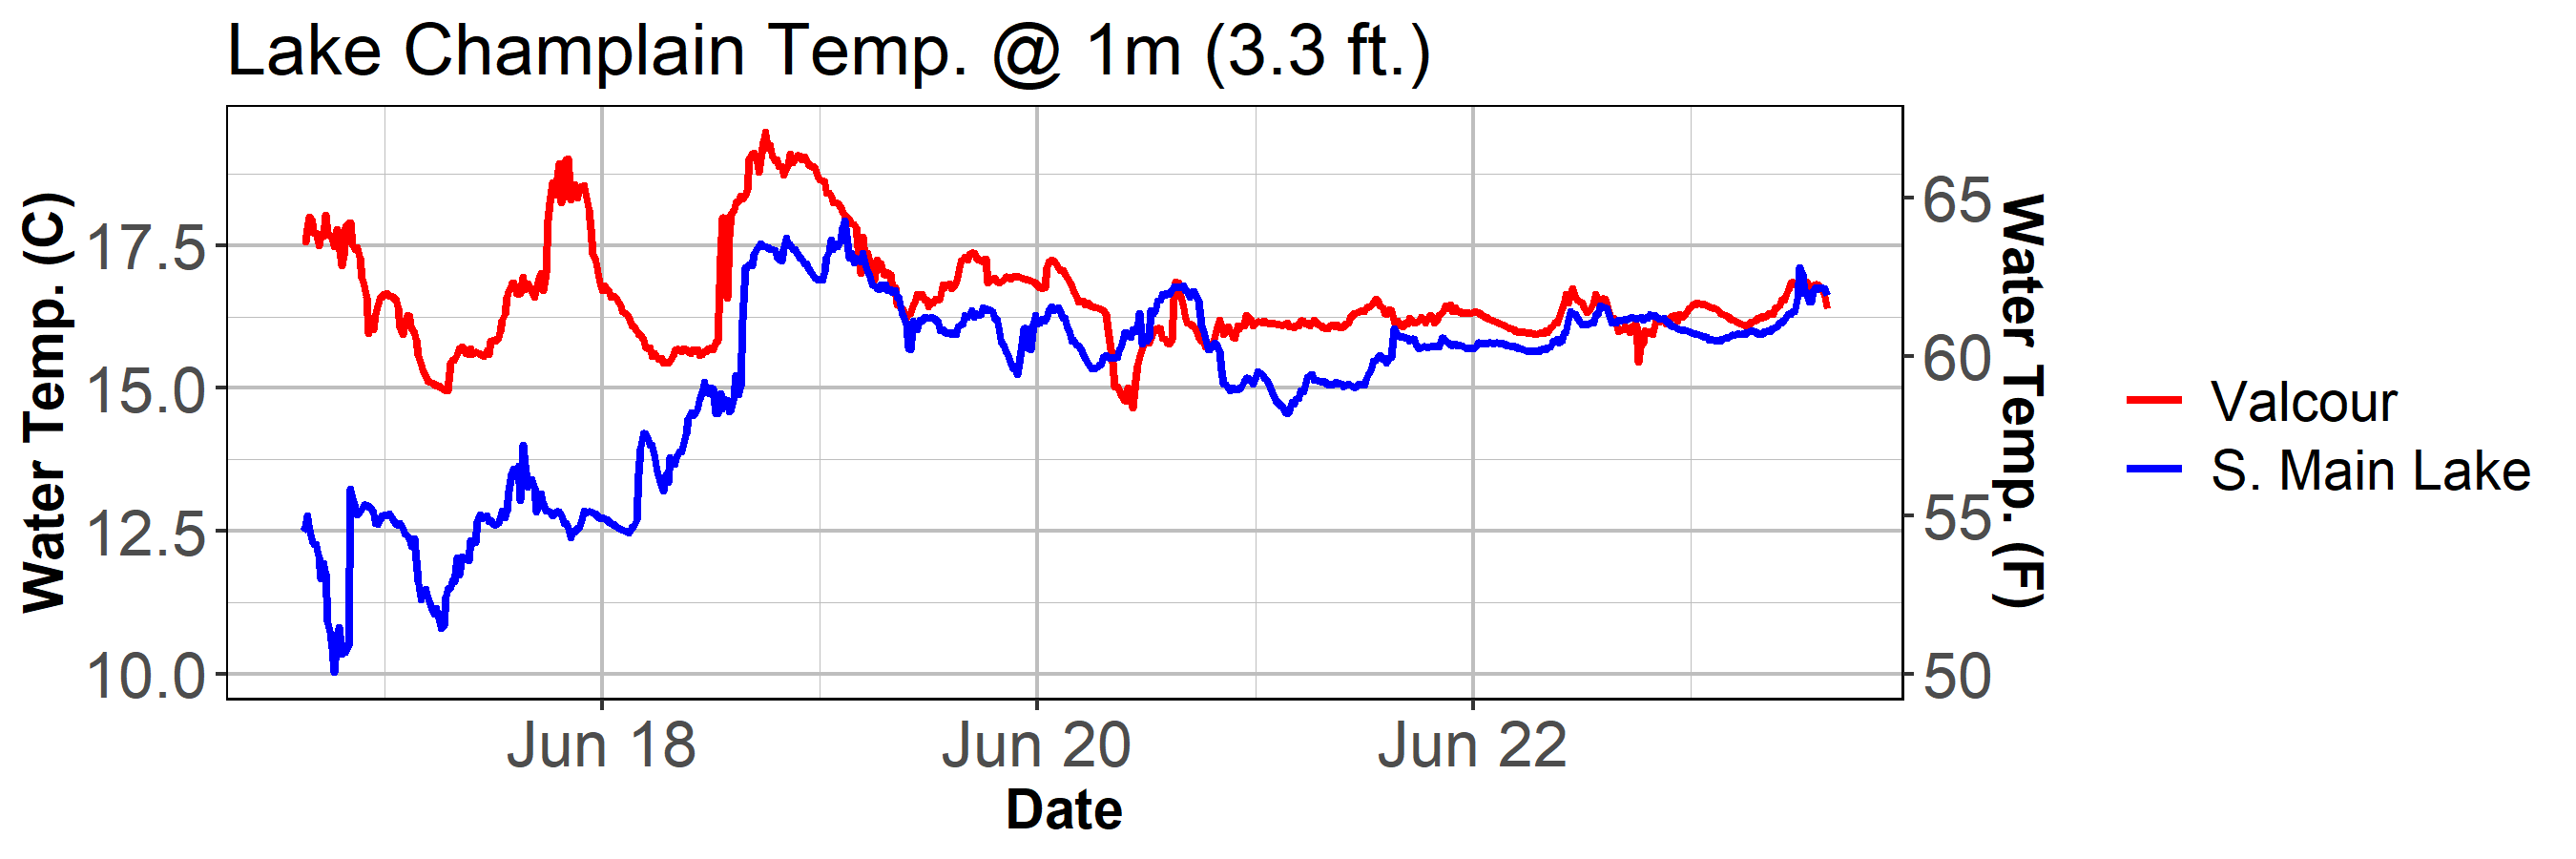 Lake Champlain Temp. @ 1m (3.3 ft.)
Water Temp. (C)
17.5
15.0
12.5
10.0
65
60
55
50
Water Temp. (F)
Jun 18
Jun 20
Jun 22
Date
Valcour
S. Main Lake